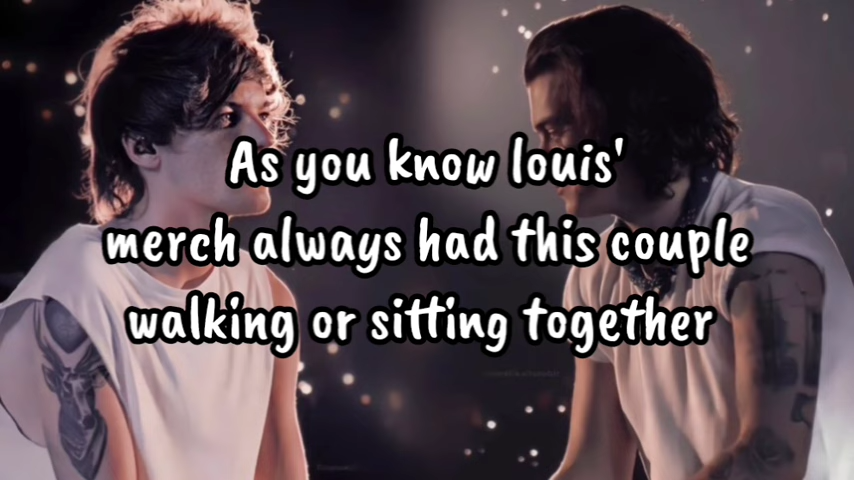 As you know louis'
merch always had this couple
walking or sitting together